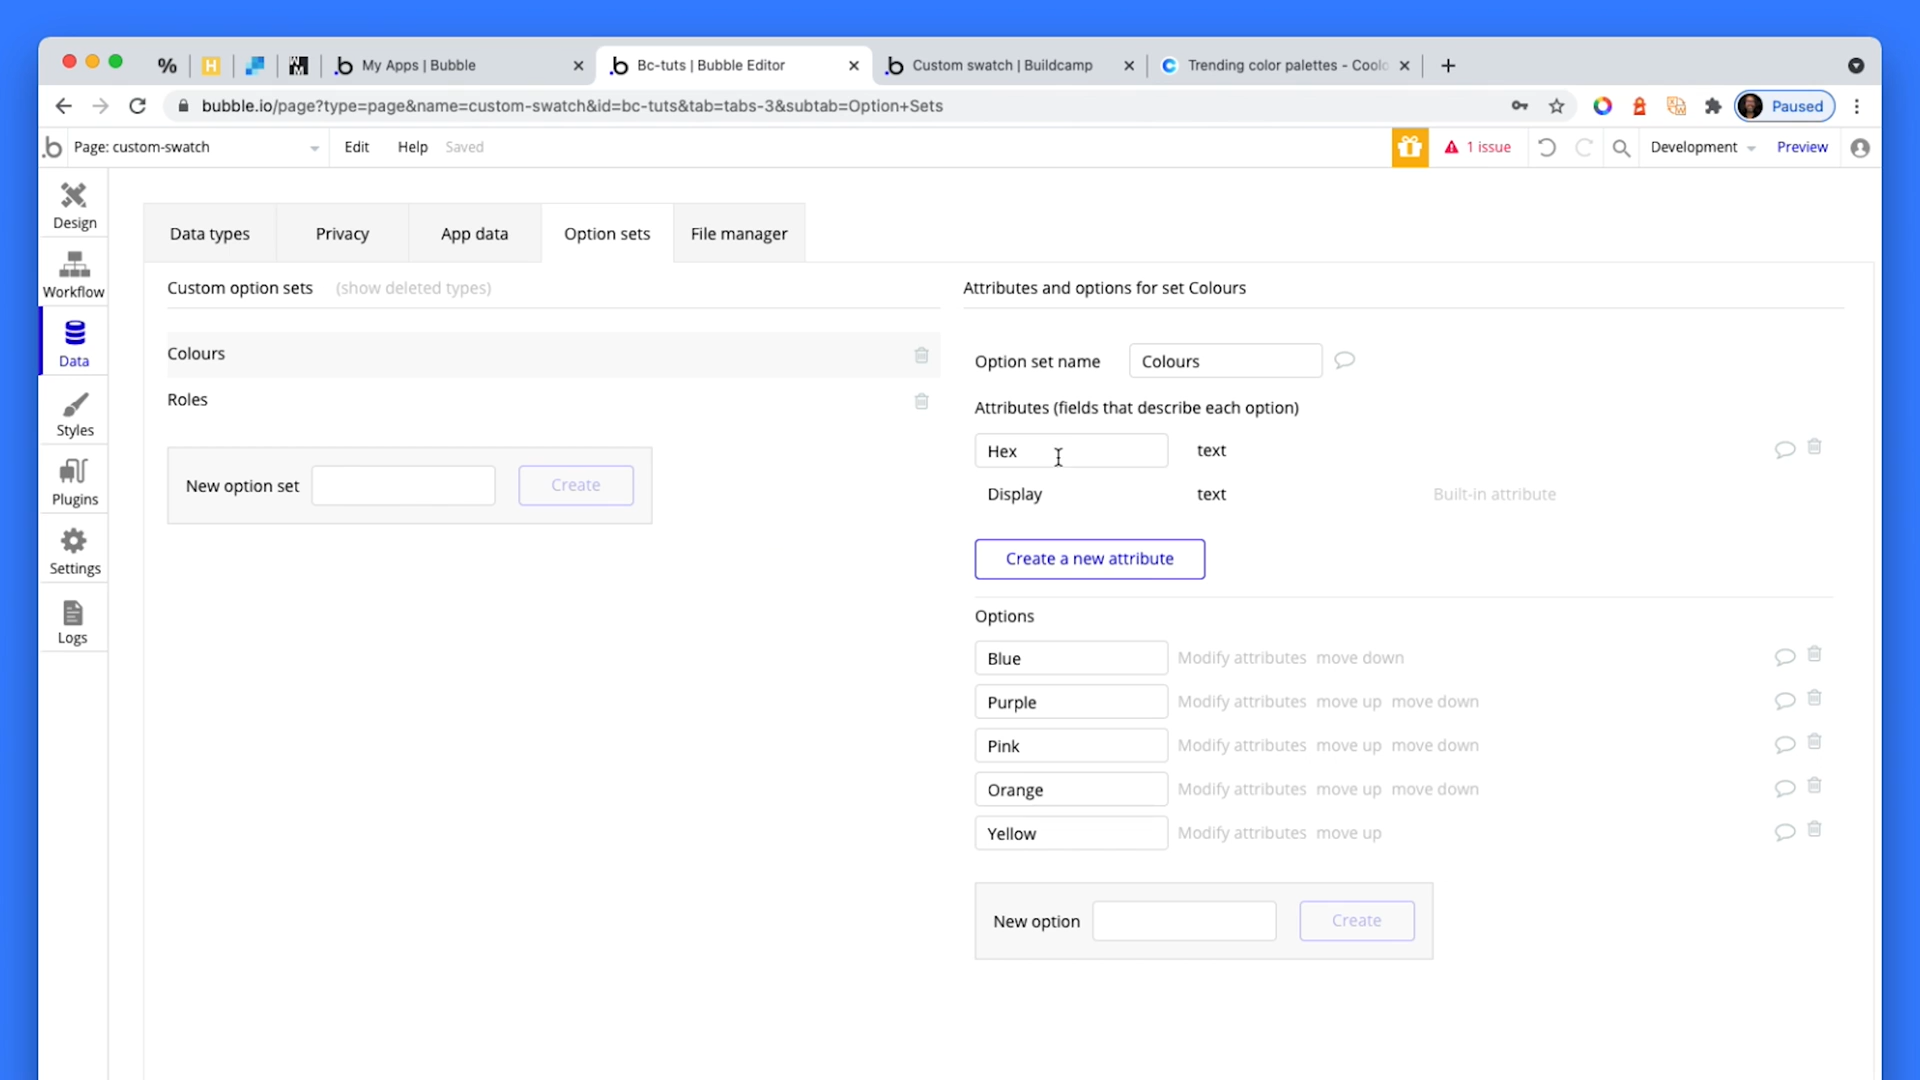 My Apps | Bubble
Bc-tuts | Bubble Editor
Custom swatch | Buildcamp
Trending color palettes - Coolo
bubble.io/page?type=page&name=custom-swatch&id=bc-tuts&tab=tabs-3&subtab=Option+Sets
Paused
Page: custom-swatch
Edit
Help
Saved
1 issue
Development
Preview
Design
Workflow
Data
Styles
Plugins
Settings
Logs
Data types
Privacy
App data
Option sets
File manager
Custom option sets (show deleted types)
Colours
Roles
New option set
Create
Attributes and options for set Colours
Option set name Colours
Attributes (fields that describe each option)
Hex text
Display text Built-in attribute
Create a new attribute
Options
Blue Modify attributes move down
Purple Modify attributes move up move down
Pink Modify attributes move up move down
Orange Modify attributes move up move down
Yellow Modify attributes move up
New option Create